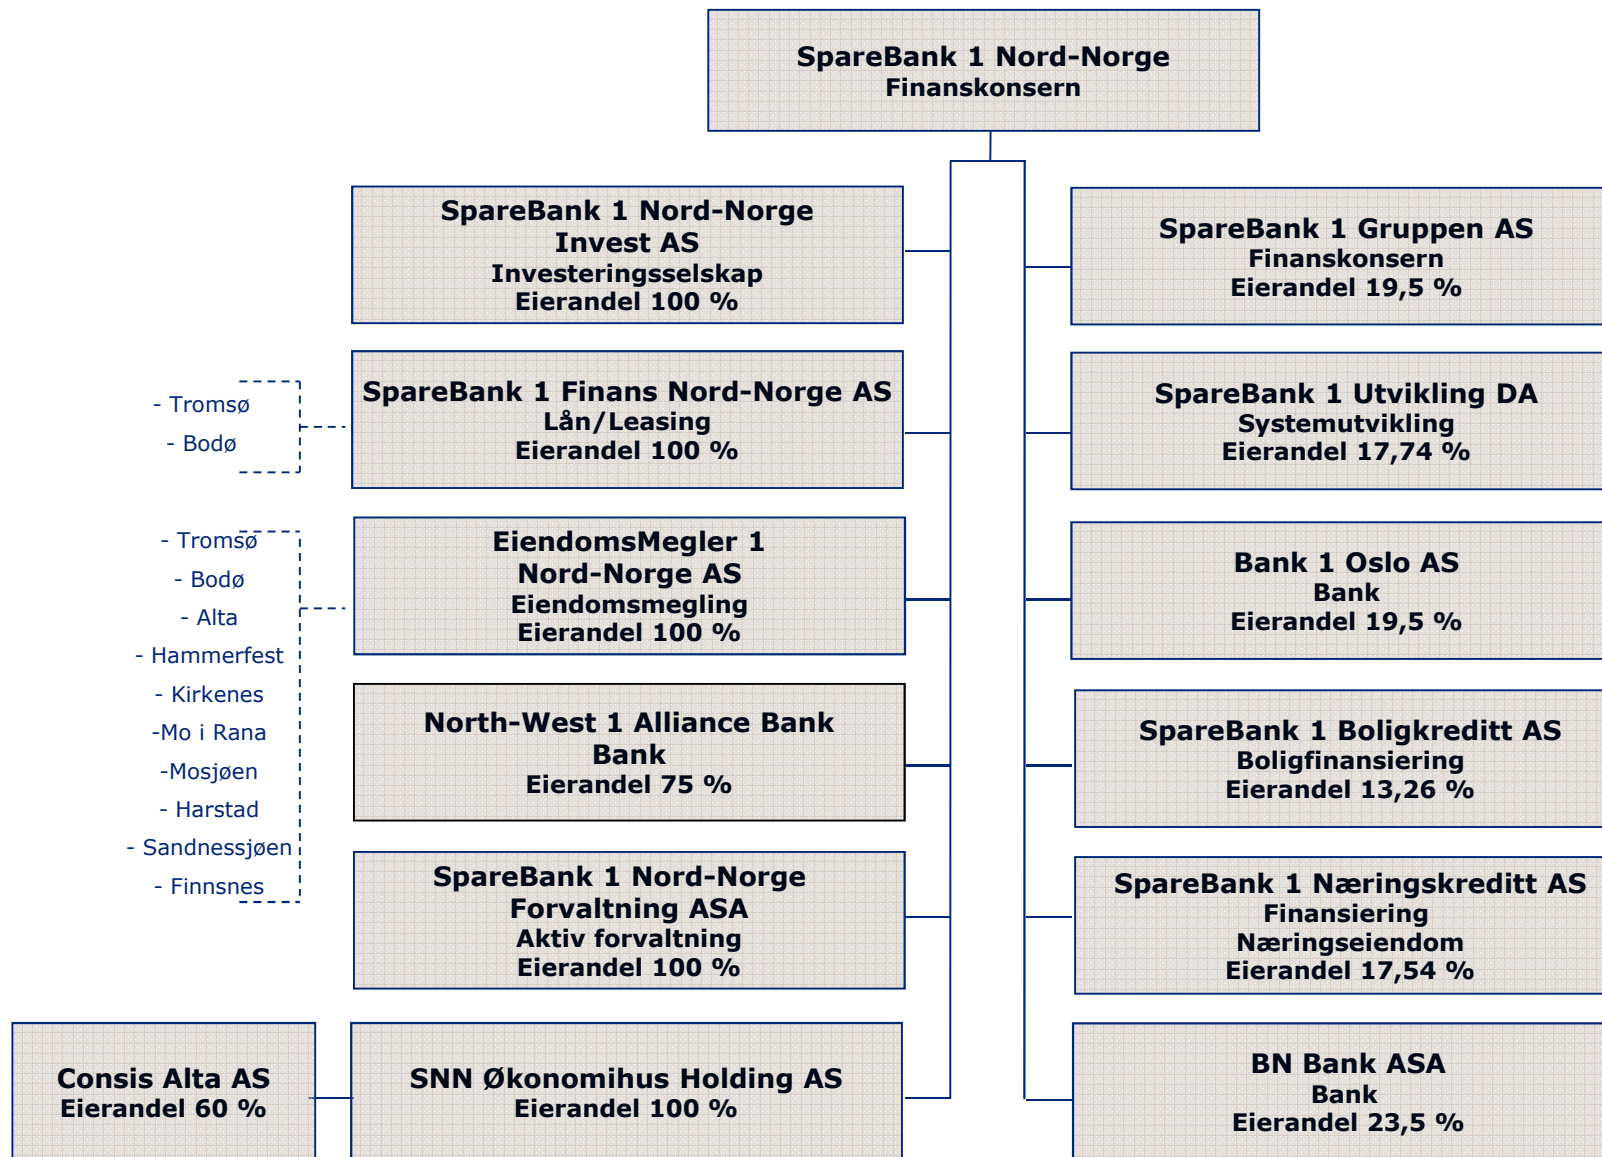 SpareBank 1 Nord-Norge
Finanskonsern
SpareBank 1 Nord-Norge
Invest AS
Investeringsselskap
Eierandel 100 %
- Tromsø
- Bodø
SpareBank 1 Finans Nord-Norge AS
Lån/Leasing
Eierandel 100 %
- Tromsø
- Bodø
- Alta
- Hammerfest
- Kirkenes
-Mo i Rana
-Mosjøen
- Harstad
- Sandnessjøen
- Finnsnes
EiendomsMegler 1
Nord-Norge AS
Eiendomsmegling
Eierandel 100 %
North-West 1 Alliance Bank
Bank
Eierandel 75 %
SpareBank 1 Nord-Norge
Forvaltning ASA
Aktiv forvaltning
Eierandel 100 %
Consis Alta AS
Eierandel 60 %
SNN Økonomihus Holding AS
Eierandel 100 %
SpareBank 1 Gruppen AS
Finanskonsern
Eierandel 19,5 %
SpareBank 1 Utvikling DA
Systemutvikling
Eierandel 17,74 %
Bank 1 Oslo AS
Bank
Eierandel 19,5 %
SpareBank 1 Boligkreditt AS
Boligfinansiering
Eierandel 13,26 %
SpareBank 1 Næringskreditt AS
Finansiering
Næringseiendom
Eierandel 17,54 %
BN Bank ASA
Bank
Eierandel 23,5 %